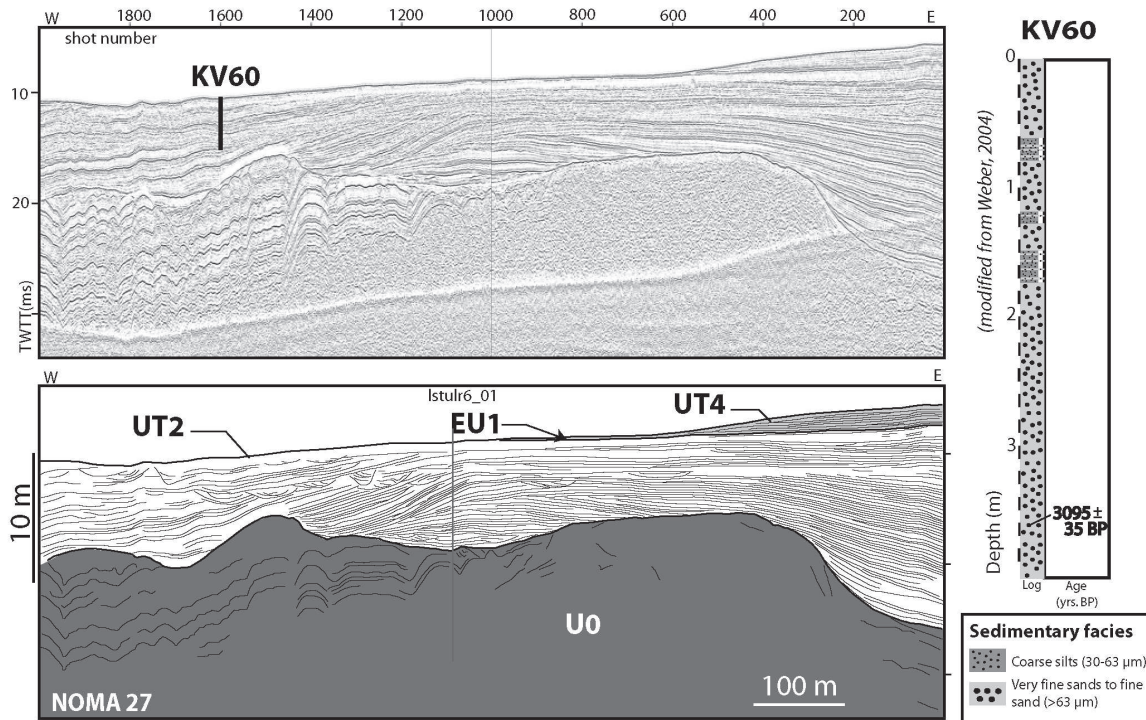 W 1800 1600 1400 1200 1000 800 600 400 200 E
shot number
KV60
10
20
TWTT(ms)
W E
lstulr6_01
UT2
EU1
UT4
10 m
U0
NOMA 27
100 m
KV60
(modified from Weber, 2004)
0
1
2
3
Depth (m)
3095 ±
35 BP
Log Age
(yrs. BP)
Sedimentary facies
Coarse silts (30-63 µm)
Very fine sands to fine
sand (>63 µm)